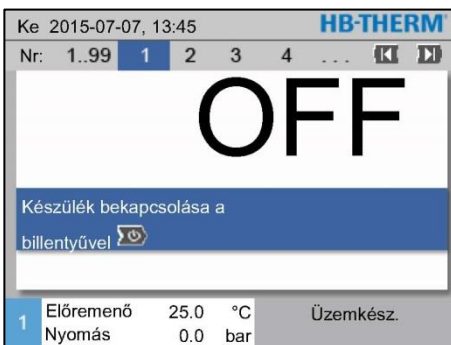 Ke 2015-07-07, 13:45 HB-THERM
Nr: 1..99 1 2 3 4 ...
OFF
Készülék bekapcsolása a
billentyűvel
1 Előremenő 25.0 °C Üzemkész.
Nyomás 0.0 bar